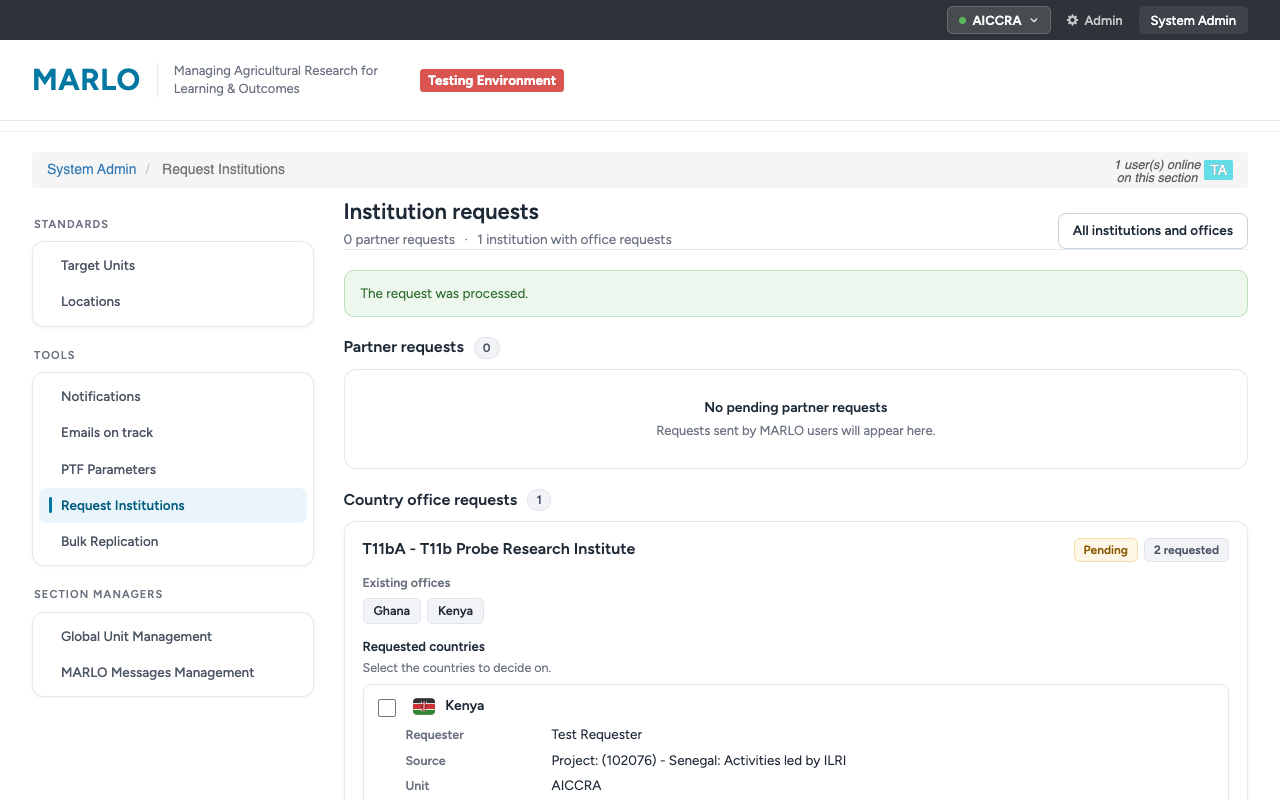 AICCRA
Admin
System Admin
MARLO
Managing Agricultural Research for
Learning & Outcomes
Testing Environment
System Admin / Request Institutions
1 user(s) online
on this section
TA
STANDARDS
Target Units
Locations
TOOLS
Notifications
Emails on track
PTF Parameters
Request Institutions
Bulk Replication
SECTION MANAGERS
Global Unit Management
MARLO Messages Management
Institution requests
0 partner requests · 1 institution with office requests
All institutions and offices
The request was processed.
Partner requests 0
No pending partner requests
Requests sent by MARLO users will appear here.
Country office requests 1
T11bA - T11b Probe Research Institute
Pending
2 requested
Existing offices
Ghana
Kenya
Requested countries
Select the countries to decide on.
Kenya
Requester Test Requester
Source Project: (102076) - Senegal: Activities led by ILRI
Unit AICCRA